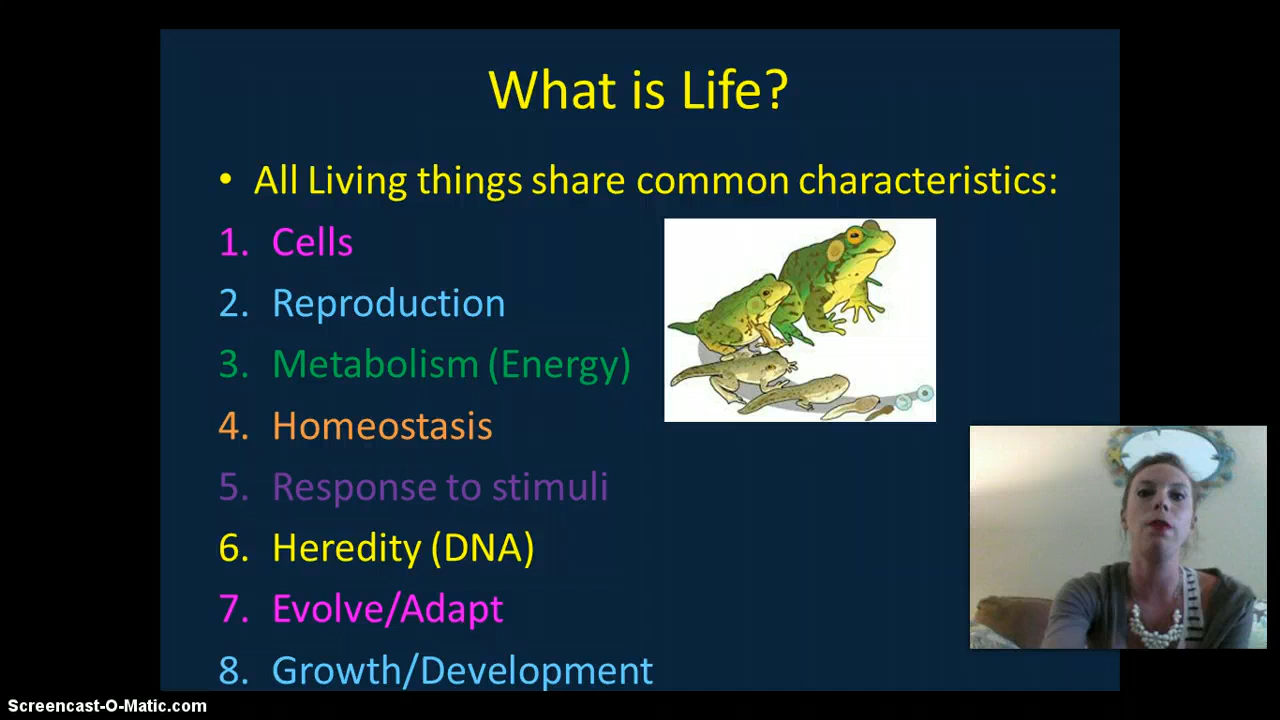 What is Life?
• All Living things share common characteristics:
1. Cells
2. Reproduction
3. Metabolism (Energy)
4. Homeostasis
5. Response to stimuli
6. Heredity (DNA)
7. Evolve/Adapt
8. Growth/Development
Screencast-O-Matic.com